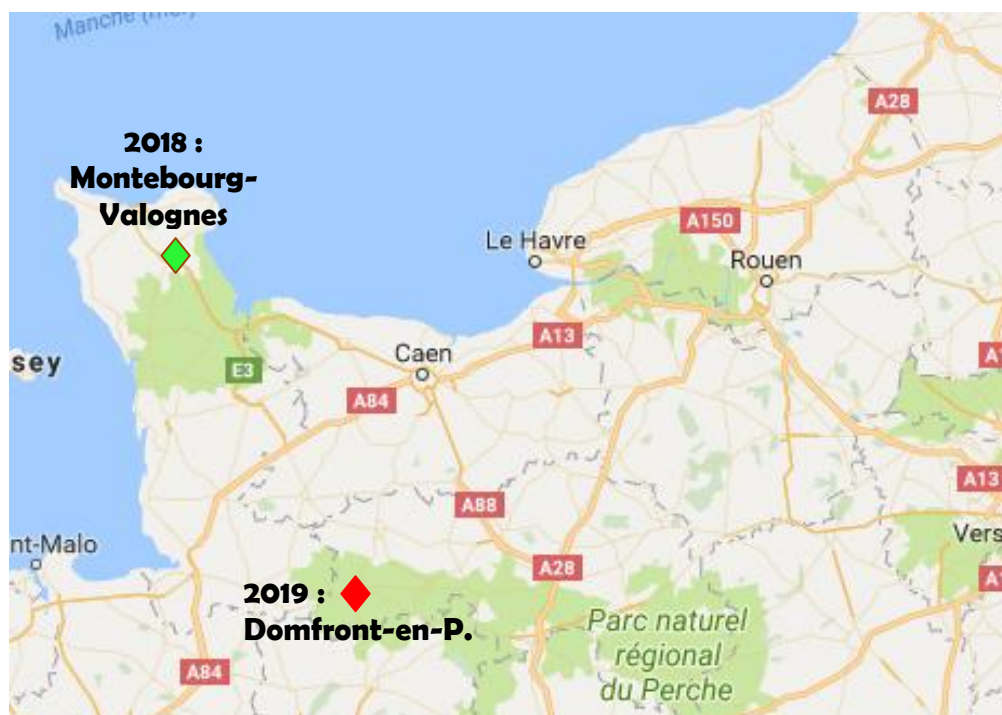 Manche (
2018 :
Montebourg-
Valognes
A28
A150
Le Havre
Rouen
A13
sey
E3
Caen
A84
A13
A88
Vers
nt-Malo
A28
2019 :
Domfront-en-P.
Parc naturel
régional
du Perche
A84